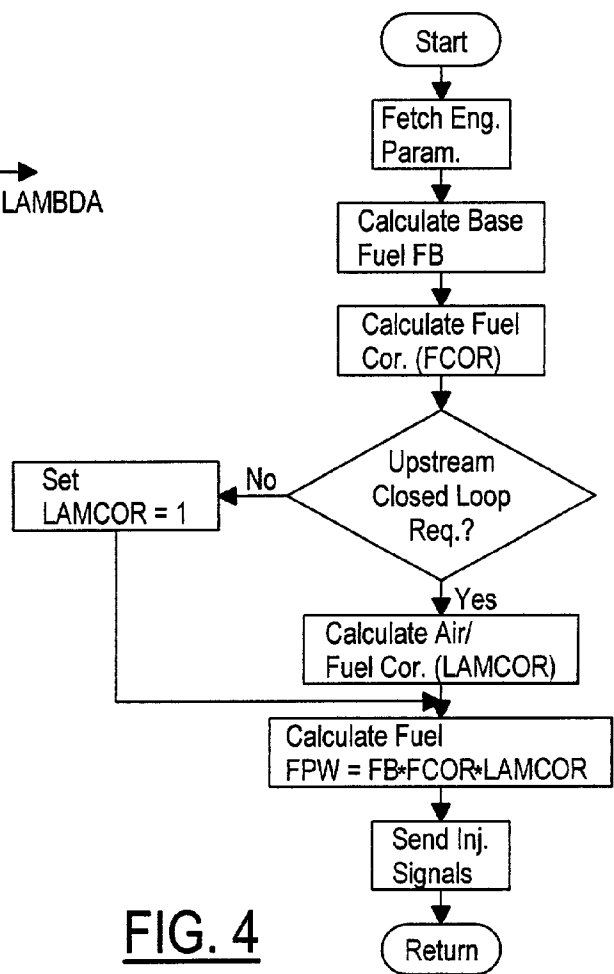 Start
Fetch Eng.
Param.
LAMBDA
Calculate Base
Fuel FB
Calculate Fuel
Cor. (FCOR)
Upstream
Closed Loop
Req.?
No
Set
LAMCOR = 1
Yes
Calculate Air/
Fuel Cor. (LAMCOR)
Calculate Fuel
FPW = FB*FCOR*LAMCOR
Send Inj.
Signals
Return
FIG. 4